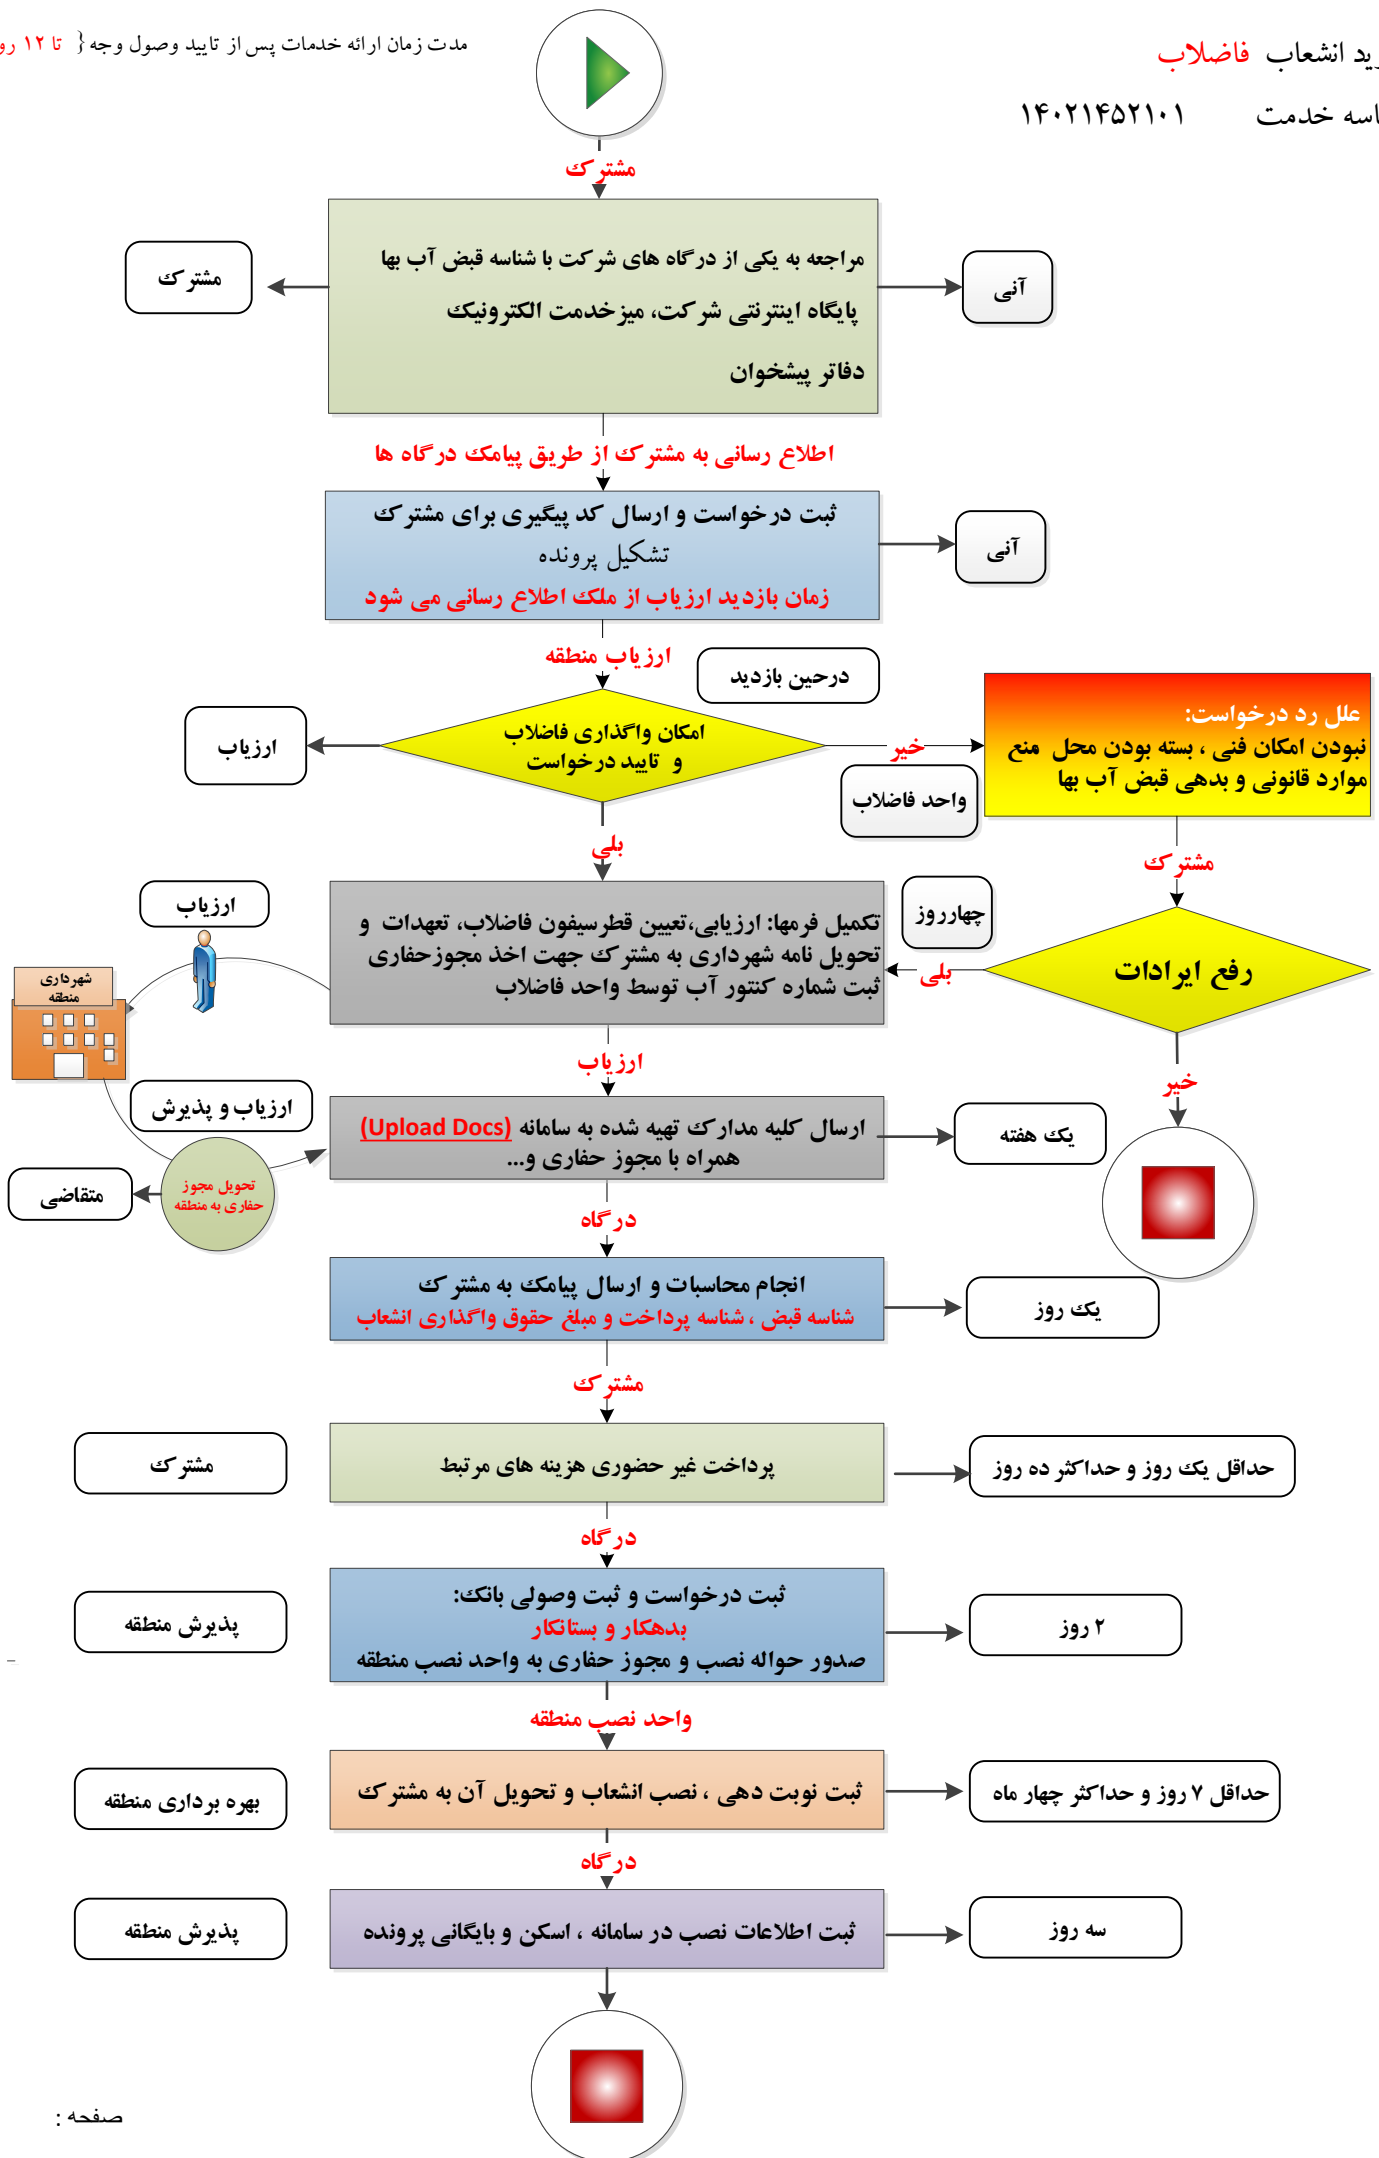 انشعاب فاضلاب
مدت زمان ارائه خدمات پس از تایید وصول وجه { تا ۱۲
خدمت ۱۴۰۲۱۴۵۲۱۰۱
مشترک
مراجعه به یکی از درگاه های شرکت با شناسه قبض آب بها
پایگاه اینترنتی شرکت، میزخدمت الکترونیک
دفاتر پیشخوان
آنی
مشترک
اطلاع رسانی به مشترک از طریق پیامک درگاه ها
ثبت درخواست و ارسال کد پیگیری برای مشترک
تشکیل پرونده
زمان بازدید ارزیاب از ملک اطلاع رسانی می شود
آنی
ارزیاب منطقه
درحین بازدید
امکان واگذاری فاضلاب
و تایید درخواست
ارزیاب
خیر
واحد فاضلاب
علل رد درخواست:
نبودن امکان فنی ، بسته بودن محل منع
موارد قانونی و بدهی قبض آب بها
بلی
مشترک
رفع ایرادات
چهارروز
بلی
خیر
تکمیل فرمها: ارزیابی،تعیین قطرسیفون فاضلاب، تعهدات و
تحویل نامه شهرداری به مشترک جهت اخذ مجوزحفاری
ثبت شماره کنتور آب توسط واحد فاضلاب
ارزیاب
شهرداری
منطقه
ارزیاب
ارزیاب و پذیرش
ارسال کلیه مدارک تهیه شده به سامانه (Upload Docs)
همراه با مجوز حفاری و...
یک هفته
تحویل مجوز
حفاری به منطقه
متقاضی
درگاه
انجام محاسبات و ارسال پیامک به مشترک
شناسه قبض ، شناسه پرداخت و مبلغ حقوق واگذاری انشعاب
یک روز
مشترک
پرداخت غیر حضوری هزینه های مرتبط
حداقل یک روز و حداکثر ده روز
مشترک
درگاه
ثبت درخواست و ثبت وصولی بانک:
بدهکار و بستانکار
صدور حواله نصب و مجوز حفاری به واحد نصب منطقه
۲ روز
پذیرش منطقه
واحد نصب منطقه
ثبت نوبت دهی ، نصب انشعاب و تحویل آن به مشترک
حداقل ۷ روز و حداکثر چهار ماه
بهره برداری منطقه
درگاه
ثبت اطلاعات نصب در سامانه ، اسکن و بایگانی پرونده
سه روز
پذیرش منطقه
صفحه :